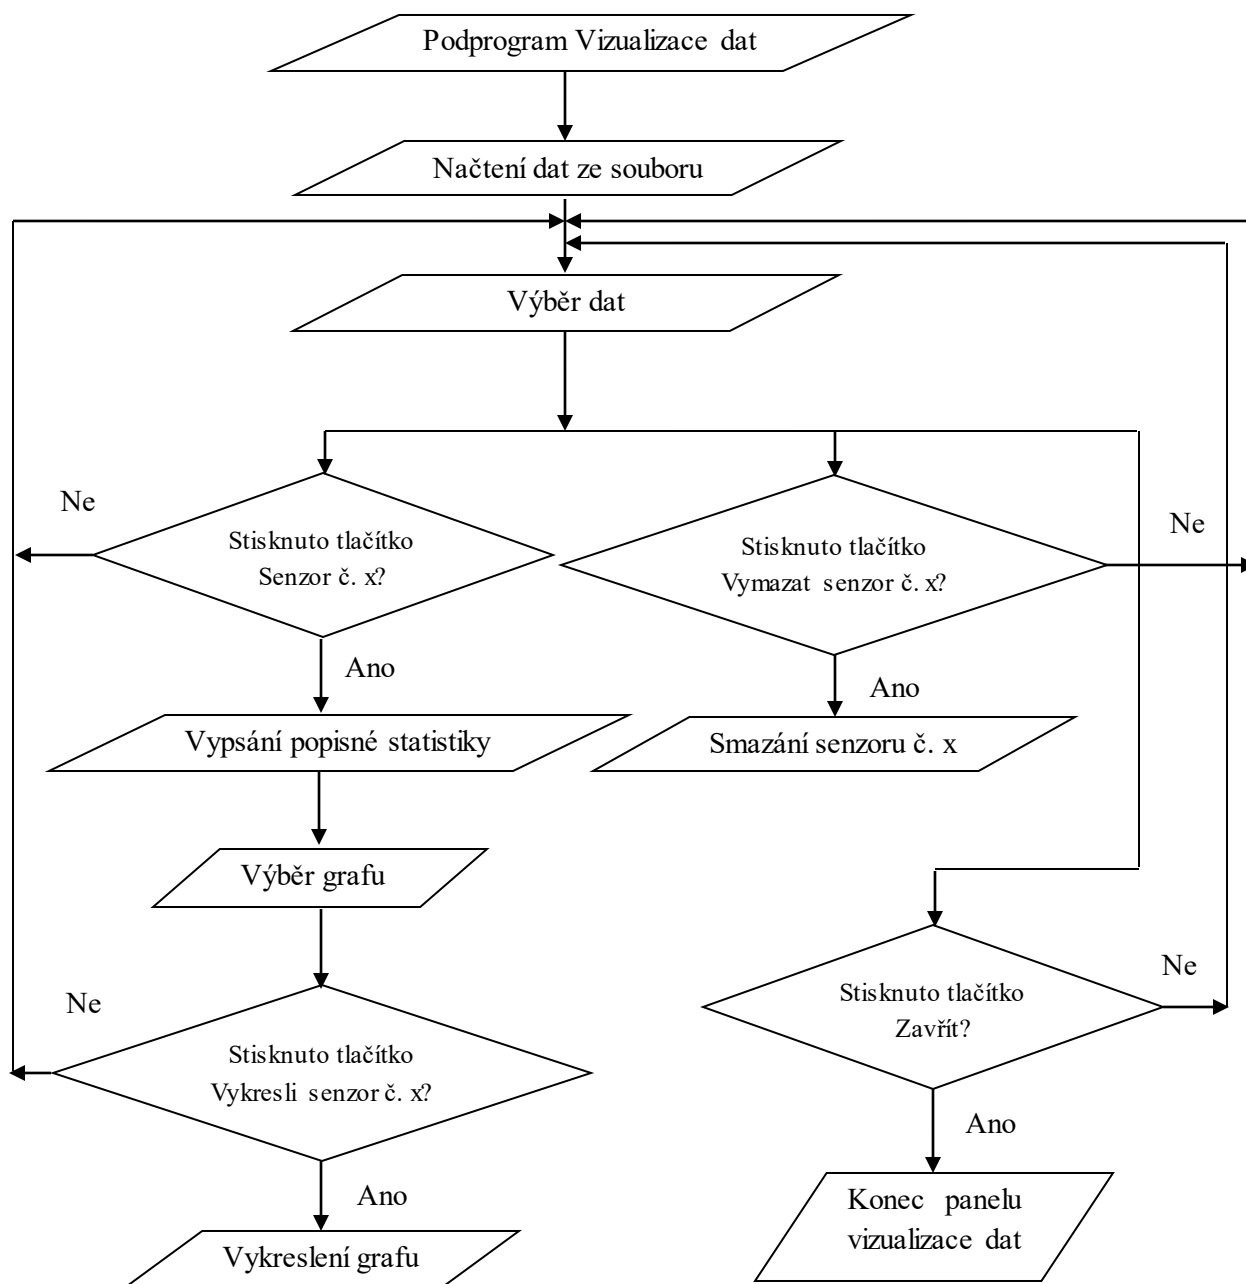 Podprogram Vizualizace dat
Načtení dat ze souboru
Výběr dat
Ne
Stisknuto tlačítko
Senzor č. x?
Ne
Stisknuto tlačítko
Vymazat senzor č. x?
Ano
Ano
Vypsání popisné statistiky
Smazání senzoru č. x
Výběr grafu
Ne
Stisknuto tlačítko
Vykresli senzor č. x?
Ne
Stisknuto tlačítko
Zavřít?
Ano
Ano
Konec panelu
vizualizace dat
Vykreslení grafu